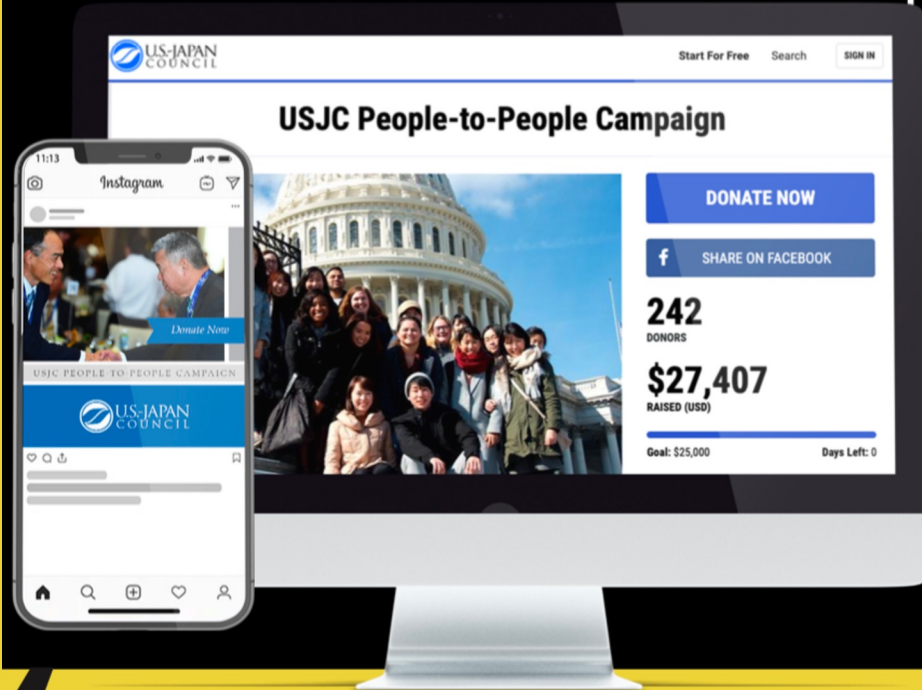 U.S.-JAPAN
COUNCIL
Start For Free Search SIGN IN
USJC People-to-People Campaign
DONATE NOW
f SHARE ON FACEBOOK
242
DONORS
$27,407
RAISED (USD)
Goal: $25,000 Days Left: 0
11:13
Instagram
Donate Now
USJC PEOPLE-TO-PEOPLE CAMPAIGN
U.S.-JAPAN
COUNCIL